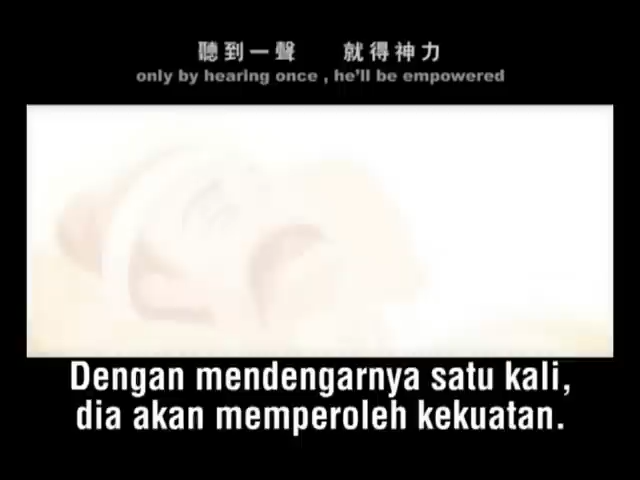 聽到一聲 就得神力
only by hearing once , he'll be empowered
Dengan mendengarnya satu kali,
dia akan memperoleh kekuatan.